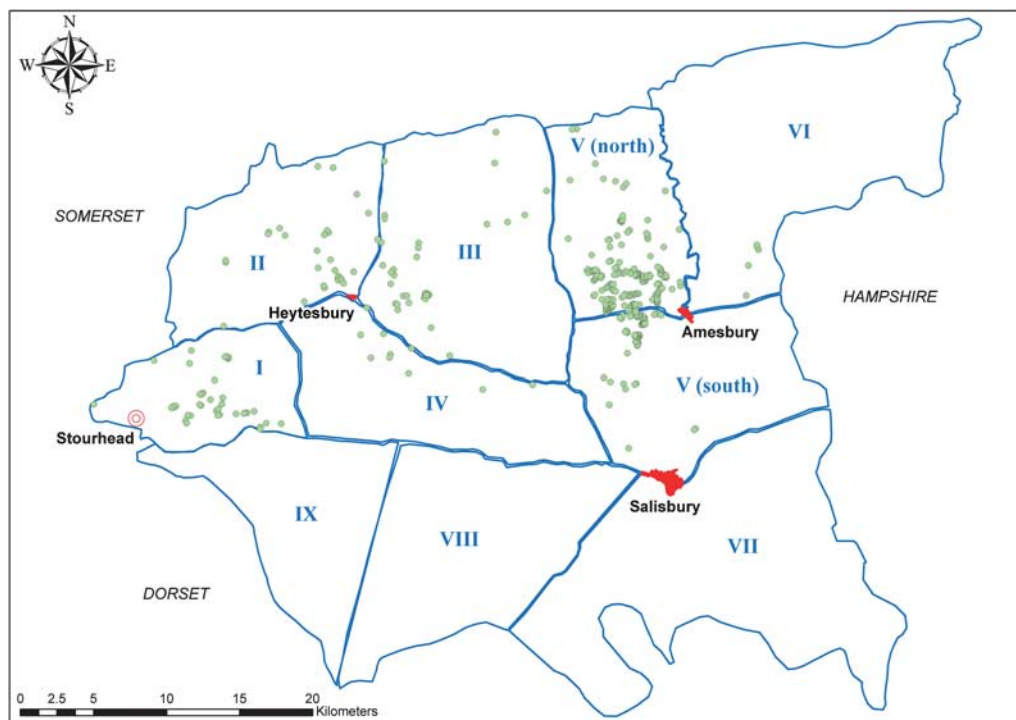 N
W E
S
VI
V (north)
SOMERSET
II
III
HAMPSHIRE
Heytesbury
Amesbury
I
V (south)
IV
Stourhead
Salisbury
IX
VIII
VII
DORSET
0 2.5 5 10 15 20
Kilometers